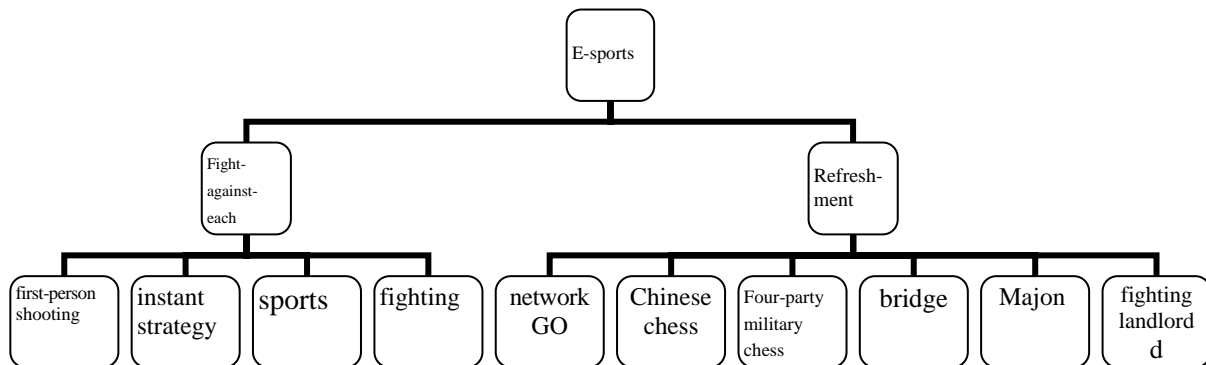 E-sports
Fight-
against-
each
Refresh-
ment
first-person
shooting
instant
strategy
sports
fighting
network
GO
Chinese
chess
Four-party
military
chess
bridge
Majon
fighting
landlor d
d